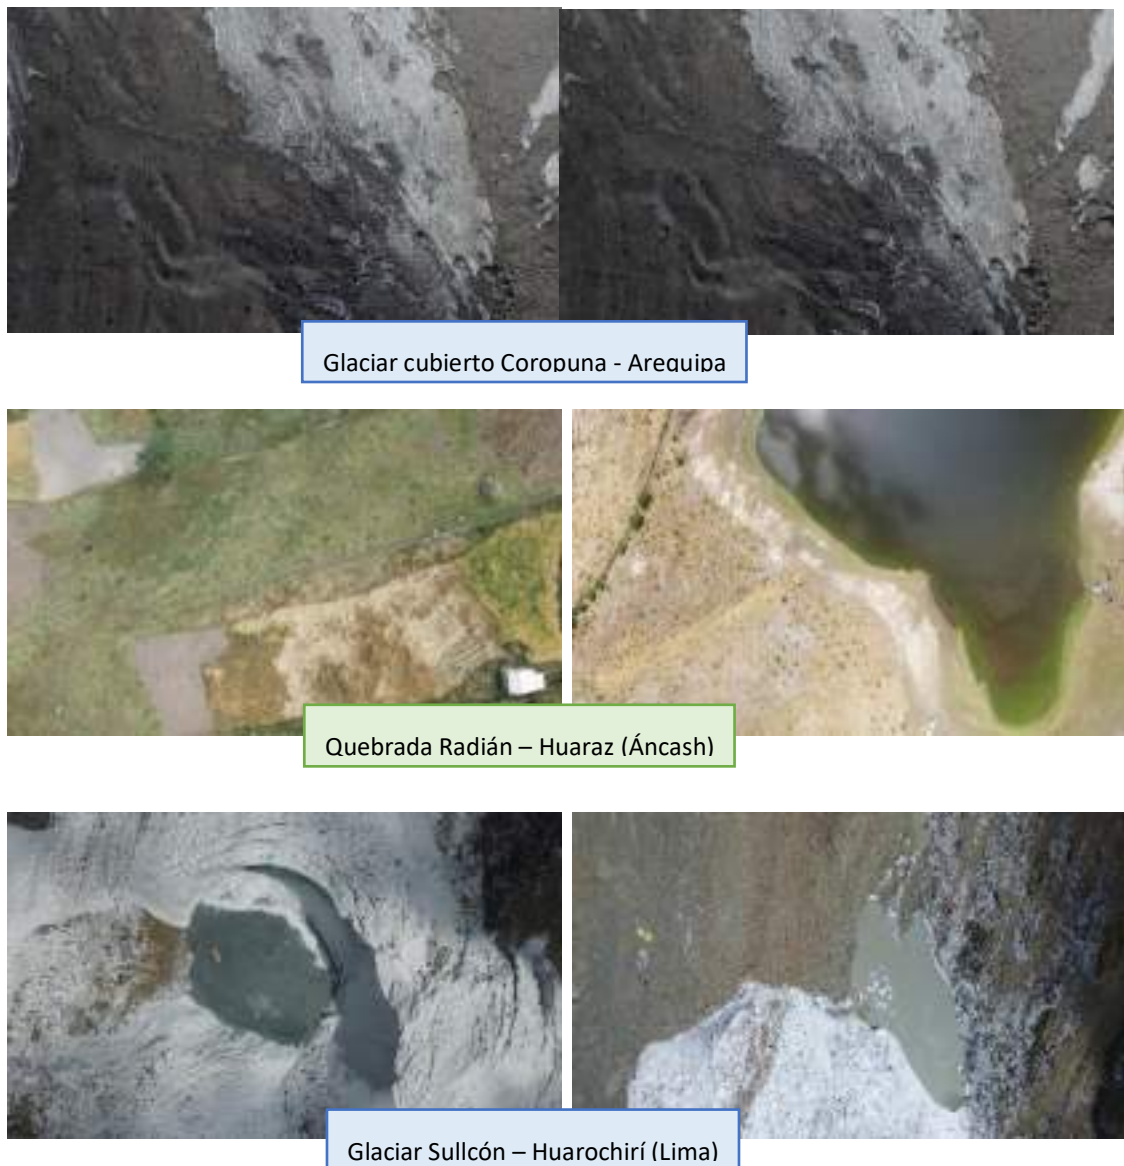 Glaciar cubierto Coropuna - Arequipa
Quebrada Radián – Huaraz (Áncash)
Glaciar Sullcón – Huarochirí (Lima)